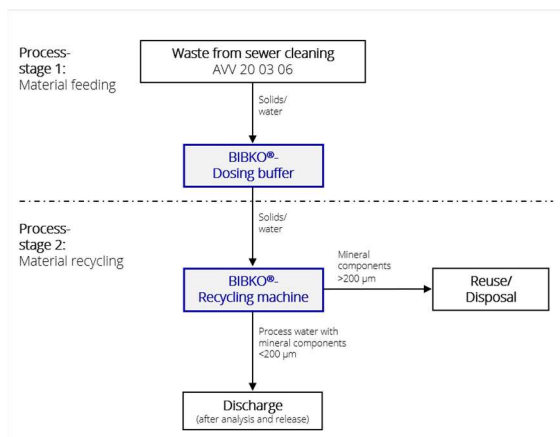 Process-
stage 1:
Material feeding
Waste from sewer cleaning
AVV 20 03 06
Solids/
water
BIBKO®-
Dosing buffer
Process-
stage 2:
Material recycling
Solids/
water
BIBKO®-
Recycling machine
Mineral
components
>200 µm
Reuse/
Disposal
Process water with
mineral components
<200 µm
Discharge
(after analysis and release)